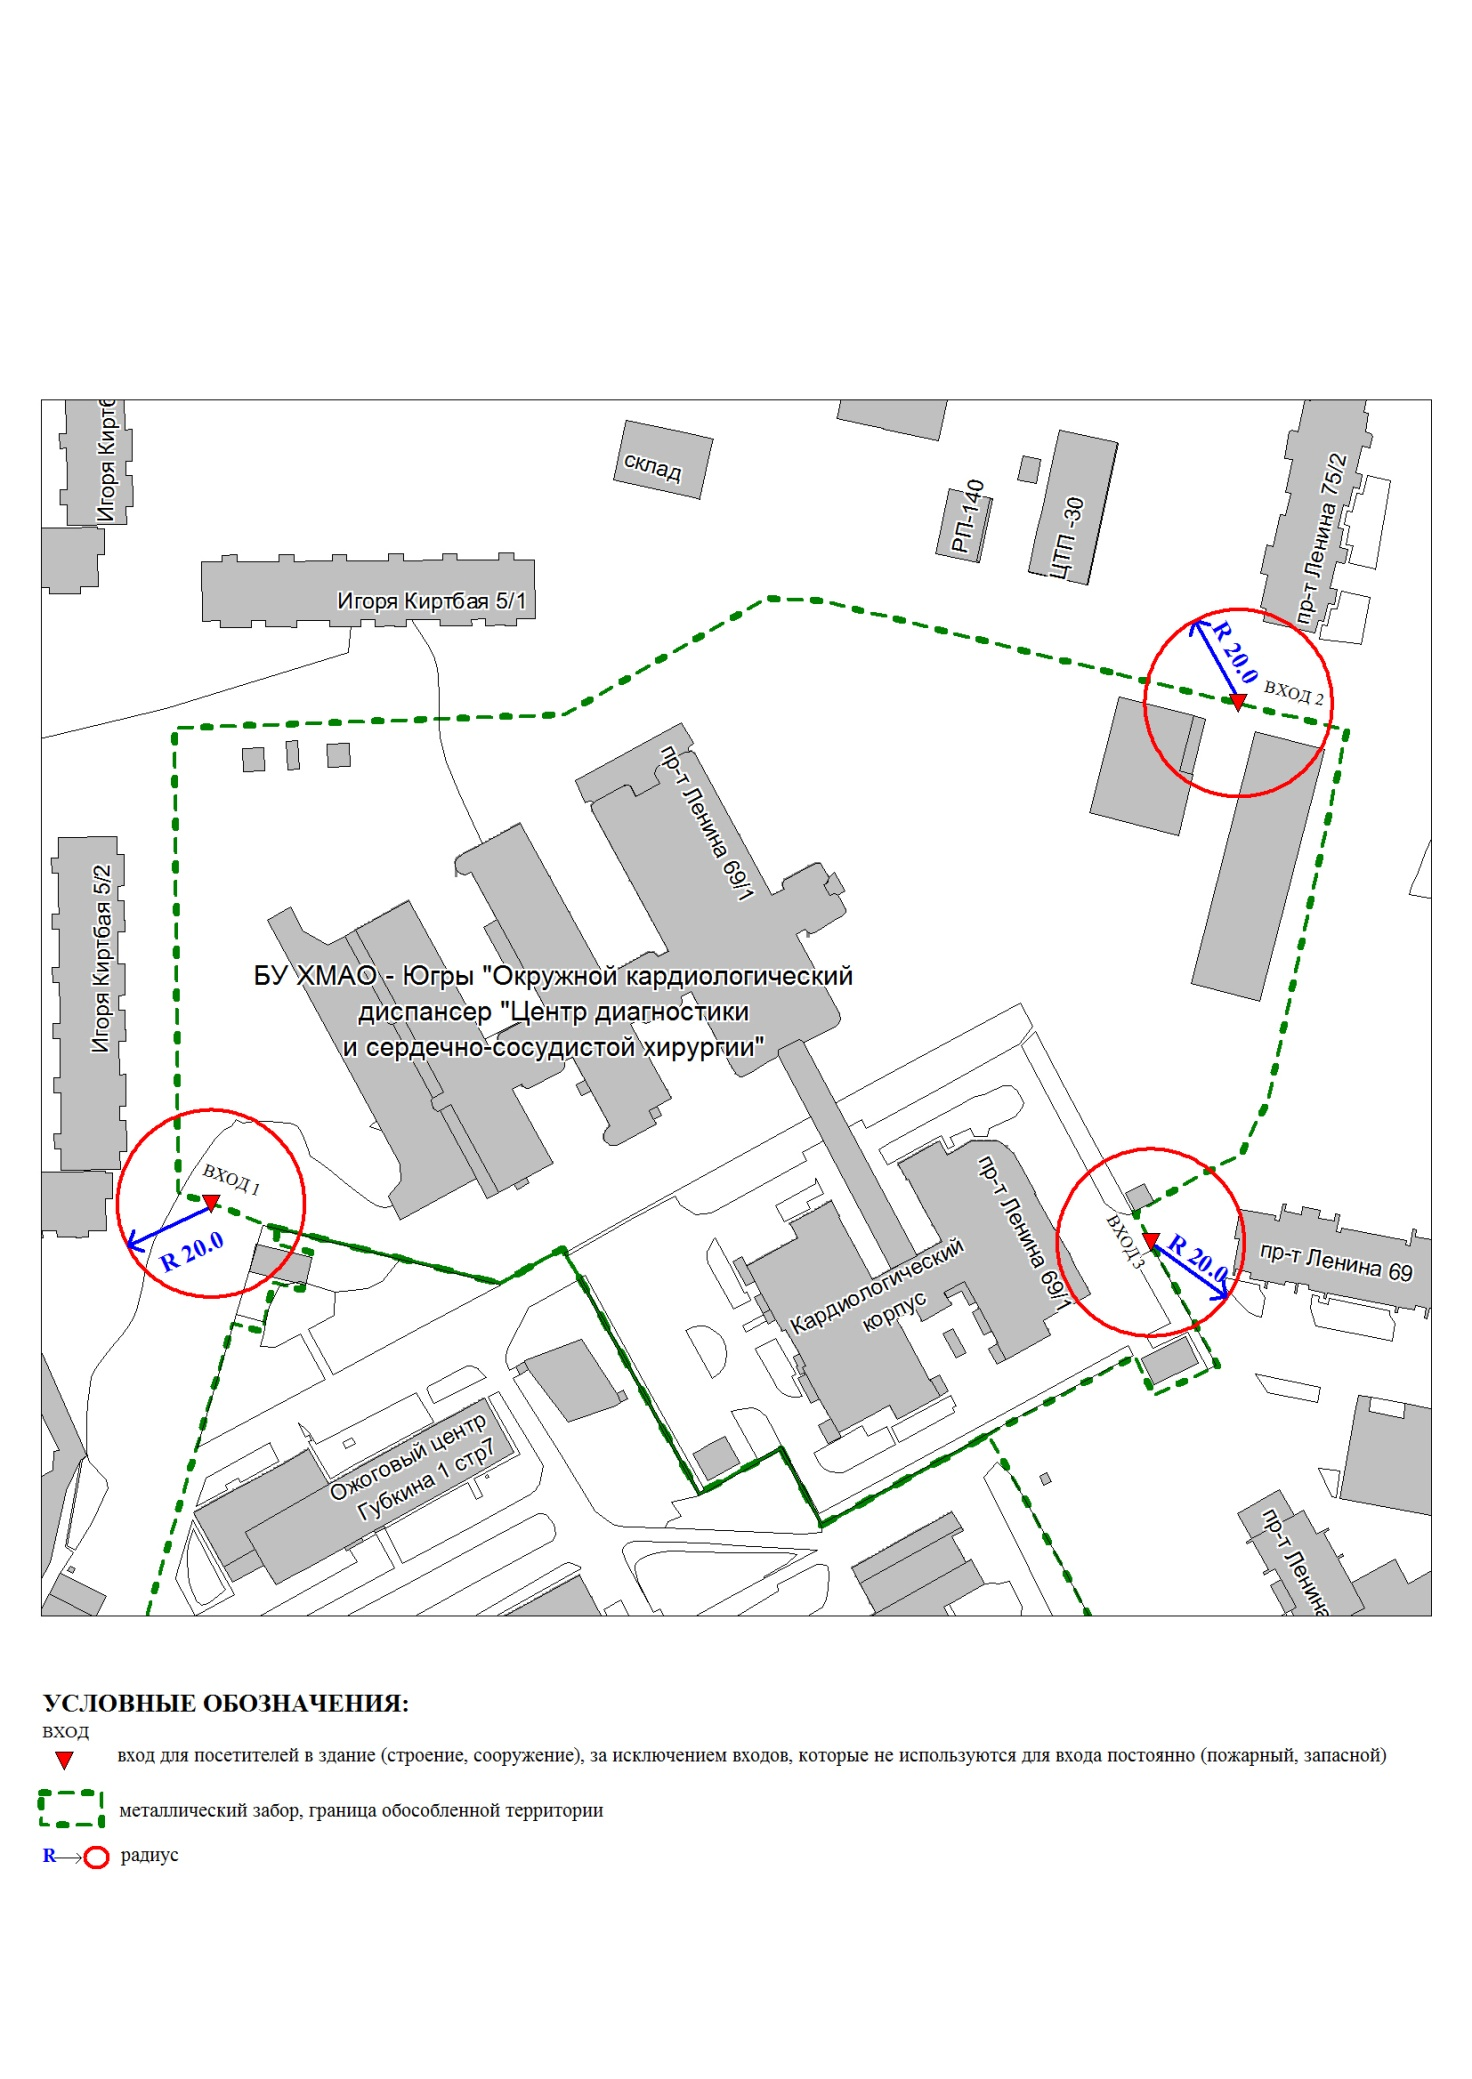 Игоря Киртб
склад
РП-140
ЦТП -30
пр-т Ленина 75/2
Игоря Киртбая 5/1
R 20.0
ВХОД 2
пр-т Ленина 69/1
Игоря Киртбая 5/2
БУ ХМАО - Югры "Окружной кардиологический
диспансер "Центр диагностики
и сердечно-сосудистой хирургии"
ВХОД 1
R 20.0
пр-т Ленина 69/1
ВХОД 3
R 20.0
пр-т Ленина 69
Кардиологический
корпус
Ожоговый центр
Губкина 1 стр7
пр-т Ленина
УСЛОВНЫЕ ОБОЗНАЧЕНИЯ:
ВХОД
вход для посетителей в здание (строение, сооружение), за исключением входов, которые не используются для входа постоянно (пожарный, запасной)
металлический забор, граница обособленной территории
R
радиус